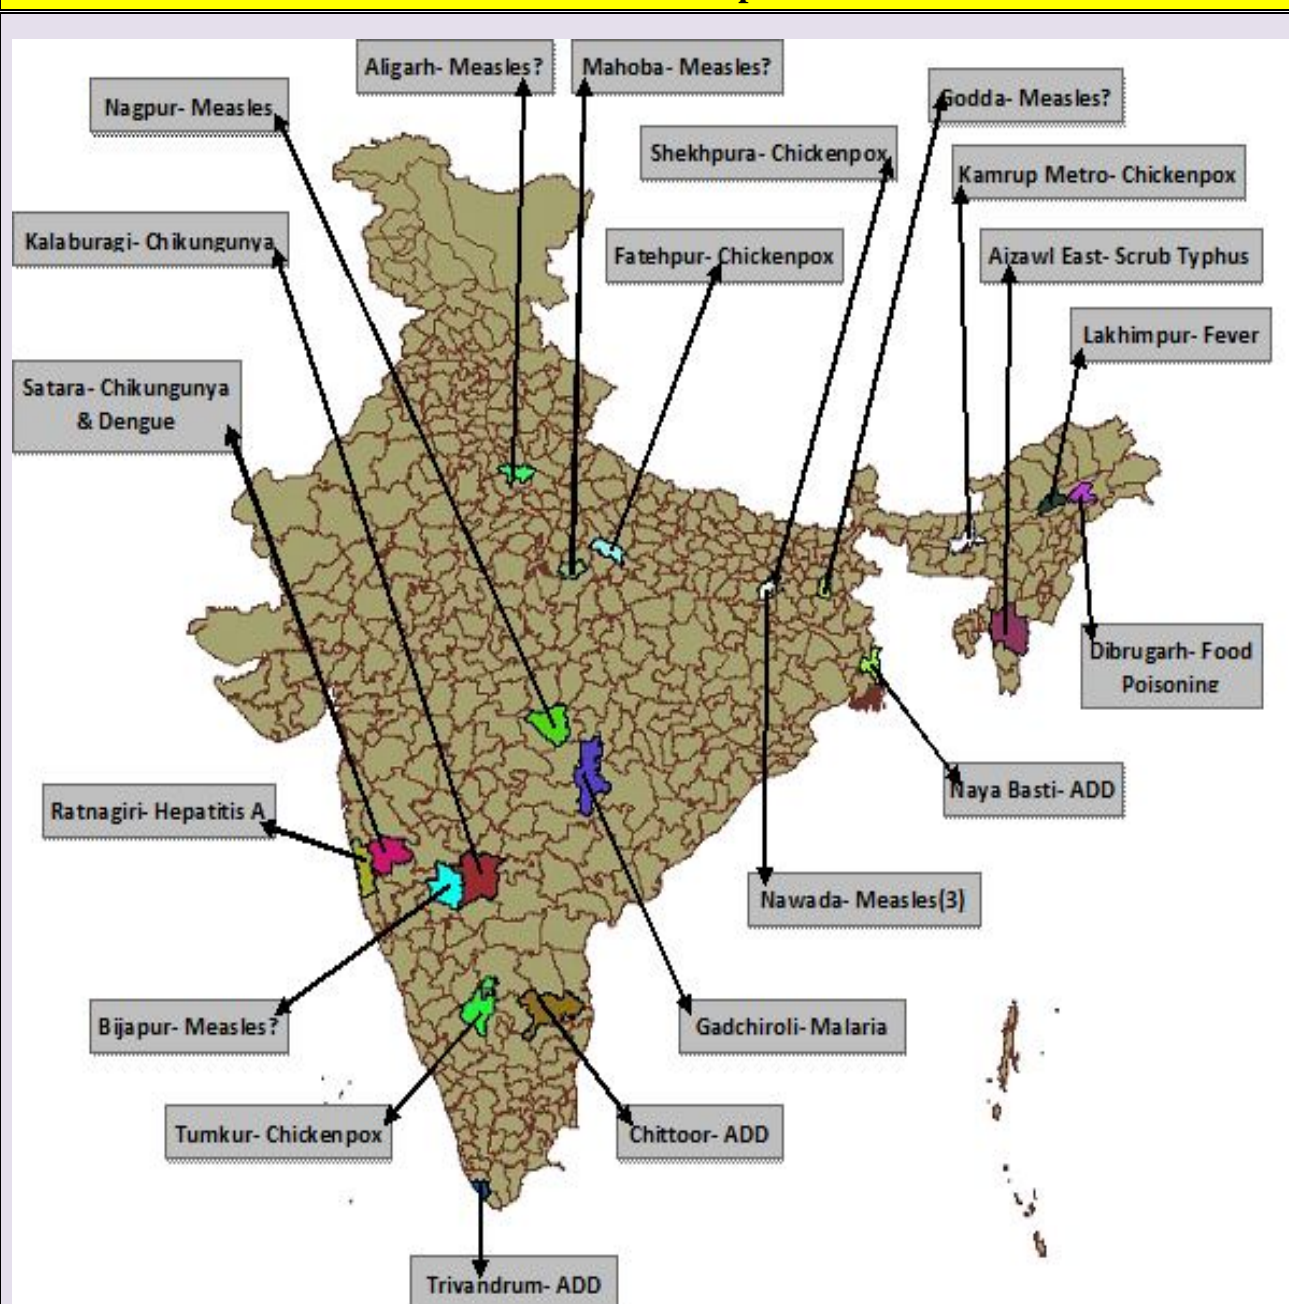 Aligarh- Measles?
Mahoba- Measles?
Nagpur- Measles
Godda- Measles?
Shekhpura- Chickenpox
Kamrup Metro- Chickenpox
Kalaburagi- Chikungunya
Fatehpur- Chickenpox
Aizawl East- Scrub Typhus
Lakhimpur- Fever
Satara- Chikungunya
& Dengue
Dibrugarh- Food
Poisoning
Naya Basti- ADD
Ratnagiri- Hepatitis A
Nawada- Measles(3)
Bijapur- Measles?
Gadchiroli- Malaria
Tumkur- Chickenpox
Chittoor- ADD
Trivandrum- ADD